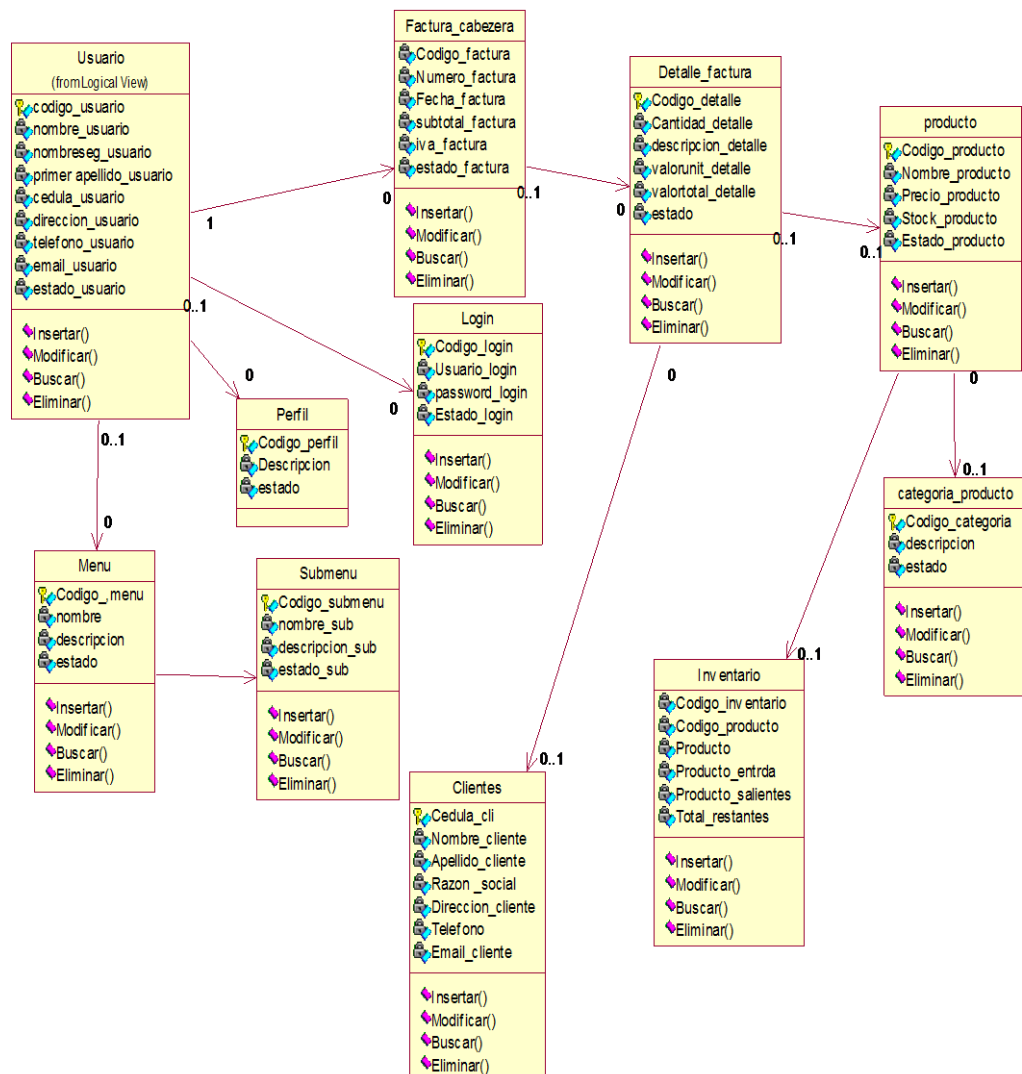 Usuario
(fromLogical View)
codigo_usuario
nombre_usuario
nombreseg_usuario
primer apellido_usuario
cedula_usuario
direccion_usuario
telefono_usuario
email_usuario
estado_usuario
Insertar()
Modificar()
Buscar()
Eliminar()
1
0
0..1
0
0
0..1
0
Factura_cabezera
Codigo_factura
Numero_factura
Fecha_factura
subtotal_factura
iva_factura
estado_factura
Insertar()
Modificar()
Buscar()
Eliminar()
0..1
0
Detalle_factura
Codigo_detalle
Cantidad_detalle
descripcion_detalle
valorunit_detalle
valortotal_detalle
estado
Insertar()
Modificar()
Buscar()
Eliminar()
0..1
0..1
0
0..1
producto
Codigo_producto
Nombre_producto
Precio_producto
Stock_producto
Estado_producto
Insertar()
Modificar()
Buscar()
Eliminar()
0
0..1
0..1
Login
Codigo_login
Usuario_login
password_login
Estado_login
Insertar()
Modificar()
Buscar()
Eliminar()
Perfil
Codigo_perfil
Descripcion
estado
categoria_producto
Codigo_categoria
descripcion
estado
Insertar()
Modificar()
Buscar()
Eliminar()
Menu
Codigo_,menu
nombre
descripcion
estado
Insertar()
Modificar()
Buscar()
Eliminar()
Submenu
Codigo_submenu
nombre_sub
descripcion_sub
estado_sub
Insertar()
Modificar()
Buscar()
Eliminar()
Inventario
Codigo_inventario
Codigo_producto
Producto
Producto_entrda
Producto_salientes
Total_restantes
Insertar()
Modificar()
Buscar()
Eliminar()
Clientes
Cedula_cli
Nombre_cliente
Apellido_cliente
Razon _social
Direccion_cliente
Telefono
Email_cliente
Insertar()
Modificar()
Buscar()
Eliminar()